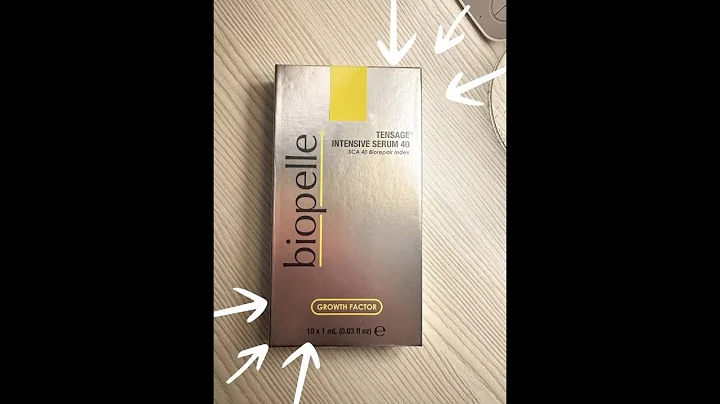 biopelle
TENSAGE®
INTENSIVE SERUM 40
SCA 40 Biorepair Index
GROWTH FACTOR
10 x 1 mL (0.03 fl oz) ℮